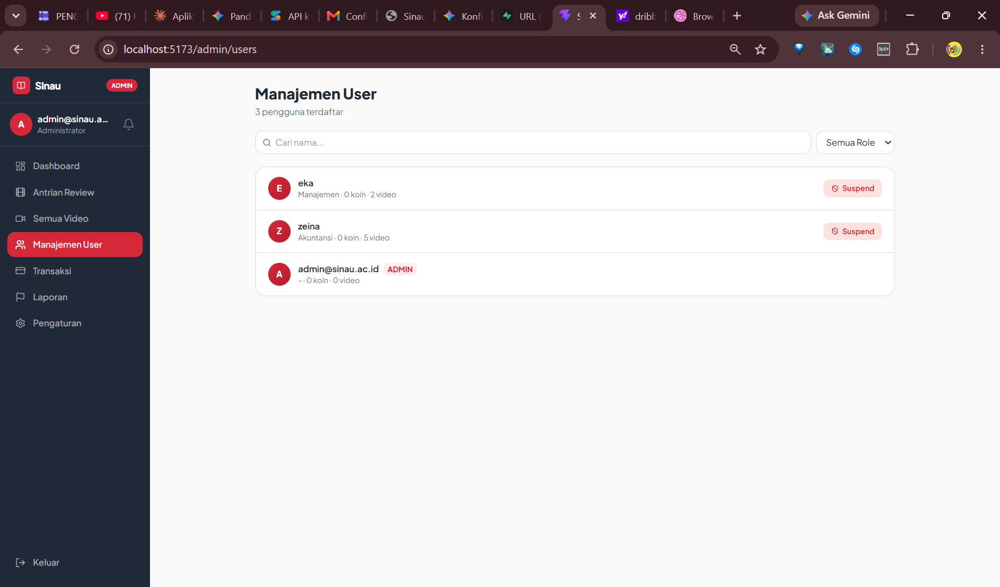 PENG
(71)
Aplik
Pand
API k
Confi
Sinau
Konfi
URL
dribb
Brow
Ask Gemini
localhost:5173/admin/users
Skip Ad
Sinau
ADMIN
A
admin@sinau.a...
Administrator
Dashboard
Antrian Review
Semua Video
Manajemen User
Transaksi
Laporan
Pengaturan
Keluar
Manajemen User
3 pengguna terdaftar
Cari nama...
Semua Role
E
eka
Manajemen · 0 koin · 2 video
Suspend
Z
zeina
Akuntansi · 0 koin · 5 video
Suspend
A
admin@sinau.ac.id ADMIN
- · 0 koin · 0 video